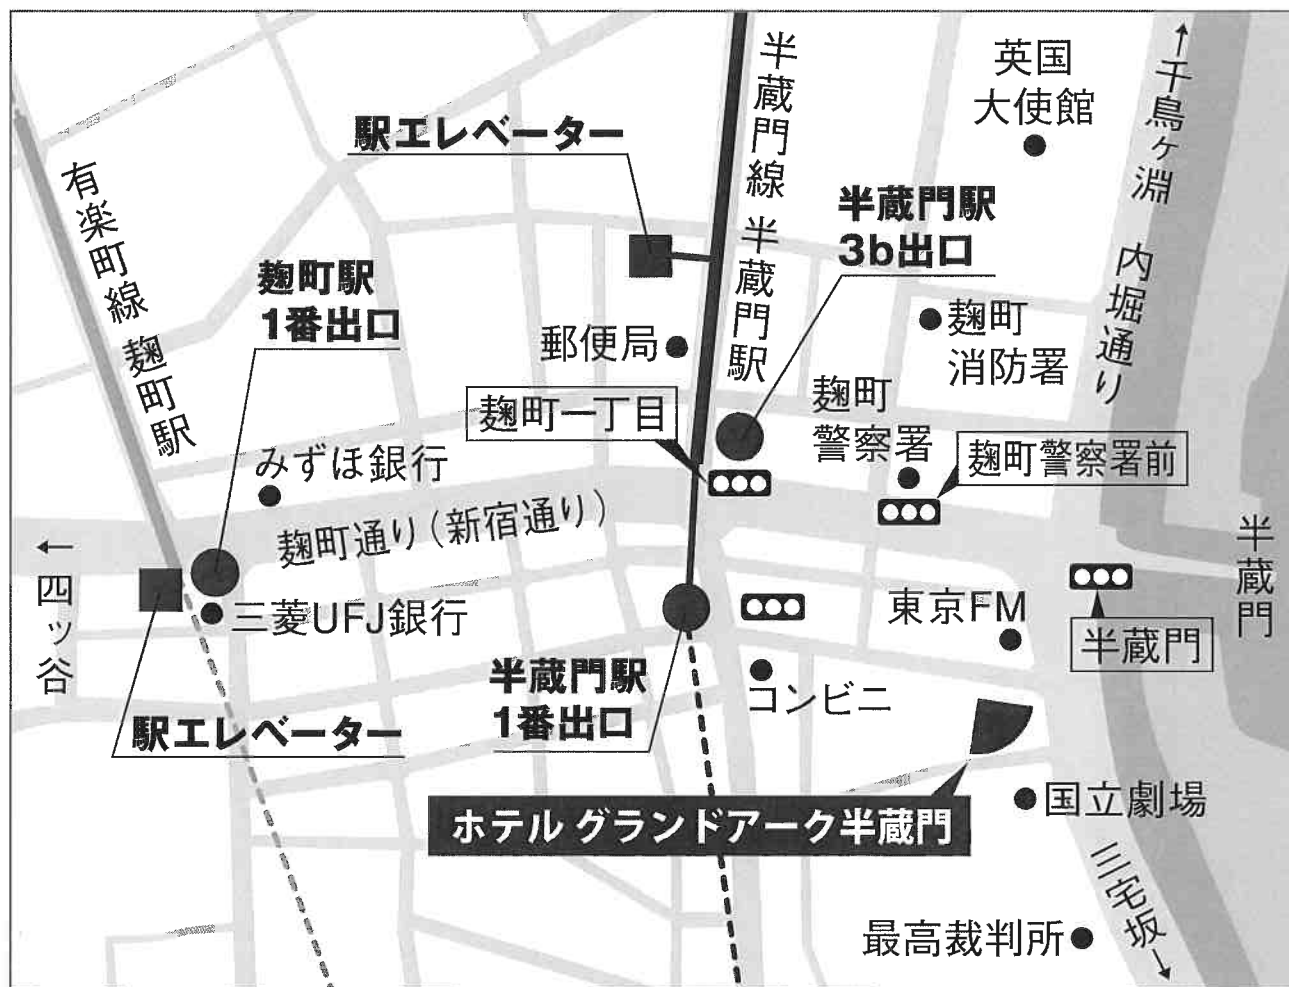 英国
大使館
↑千鳥ヶ淵
内堀通り
半蔵門線
半蔵門駅
駅エレベーター
半蔵門駅
3b出口
有楽町線
麹町駅
麹町駅
1番出口
郵便局
麹町
消防署
麹町
警察署
麹町一丁目
麹町警察署前
みずほ銀行
麹町通り(新宿通り)
←四ッ谷
三菱UFJ銀行
東京FM
半蔵門
半蔵門
半蔵門駅
1番出口
コンビニ
駅エレベーター
ホテル グランドアーク半蔵門
国立劇場
三宅坂→
最高裁判所